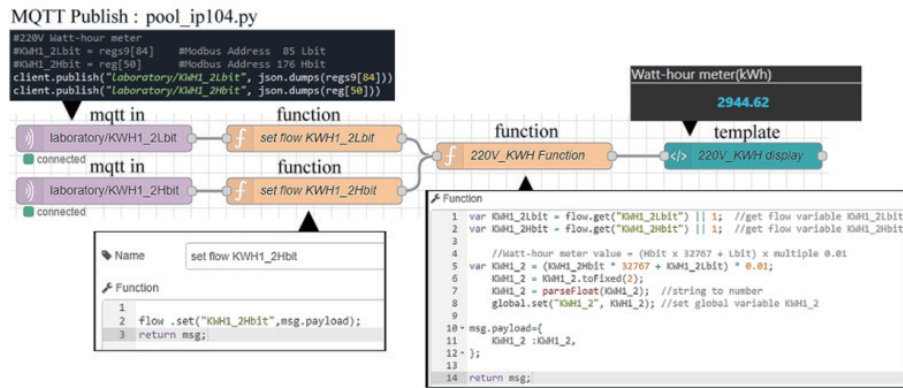 MQTT Publish : pool_ip104.py
#220V Watt-hour meter
#KWH1_2Lbit = regs9[84] #Modbus Address 85 Lbit
#KWH1_2Hbit = reg[50] #Modbus Address 176 Hbit
client.publish("laboratory/KWH1_2Lbit", json.dumps(regs9[84]))
client.publish("laboratory/KWH1_2Hbit", json.dumps(reg[50]))
Watt-hour meter(kWh)
2944.62
mqtt in
function
laboratory/KWH1_2Lbit
set flow KWH1_2Lbit
connected
function
template
220V_KWH Function
220V_KWH display
mqtt in
function
laboratory/KWH1_2Hbit
set flow KWH1_2Hbit
connected
Name
set flow KWH1_2Hbit
Function
1
2 flow .set("KWH1_2Hbit",msg.payload);
3 return msg;
Function
1 var KWH1_2Lbit = flow.get("KWH1_2Lbit") || 1; //get flow variable KWH1_2Lbit
2 var KWH1_2Hbit = flow.get("KWH1_2Hbit") || 1; //get flow variable KWH1_2Hbit
3
4 //Watt-hour meter value = (Hbit x 32767 + Lbit) x multiple 0.01
5 var KWH1_2 = (KWH1_2Hbit * 32767 + KWH1_2Lbit) * 0.01;
6 KWH1_2 = KWH1_2.toFixed(2);
7 KWH1_2 = parseFloat(KWH1_2); //string to number
8 global.set("KWH1_2", KWH1_2); //set global variable KWH1_2
9
10 msg.payload={
11 KWH1_2 :KWH1_2,
12 };
13
14 return msg;